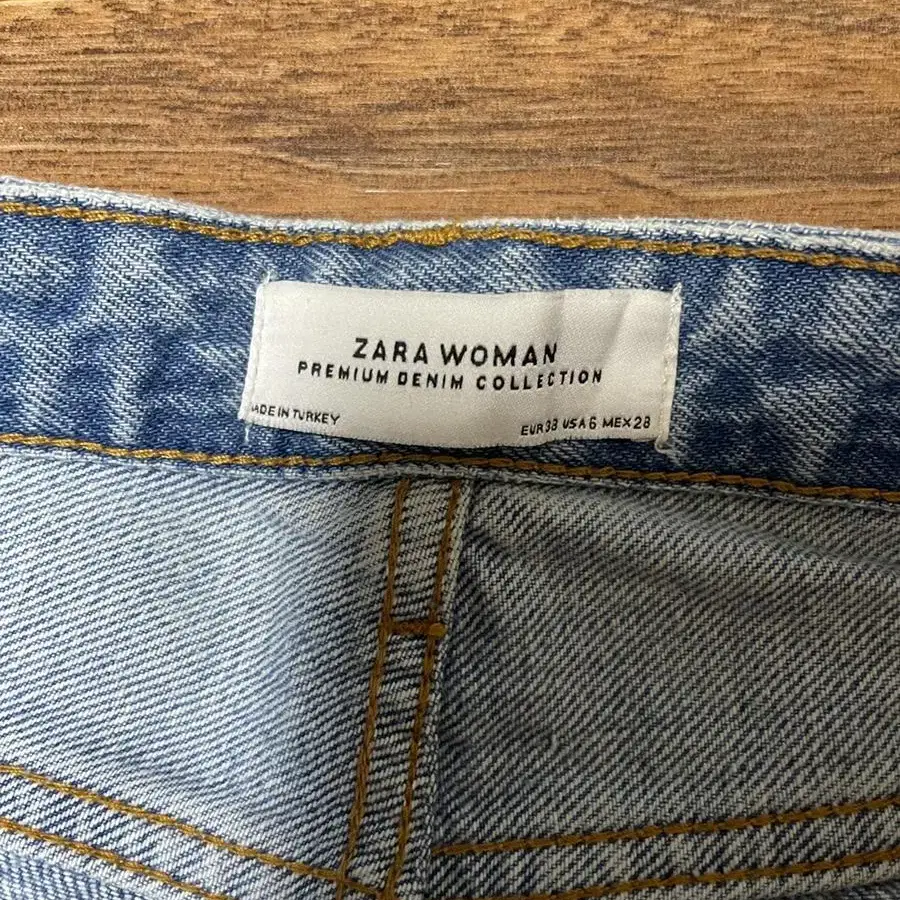 ZARA WOMAN
PREMIUM DENIM COLLECTION
MADE IN TURKEY
EUR 38 USA 6 MEX 28